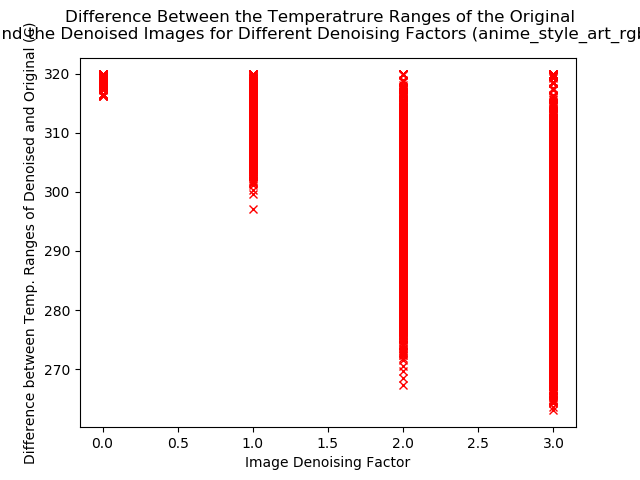 Difference Between the Temperatrure Ranges of the Original
nd the Denoised Images for Different Denoising Factors (anime_style_art_rgb
Difference between Temp. Ranges of Denoised and Original (C)
320
310
300
290
280
270
0.0 0.5 1.0 1.5 2.0 2.5 3.0
Image Denoising Factor